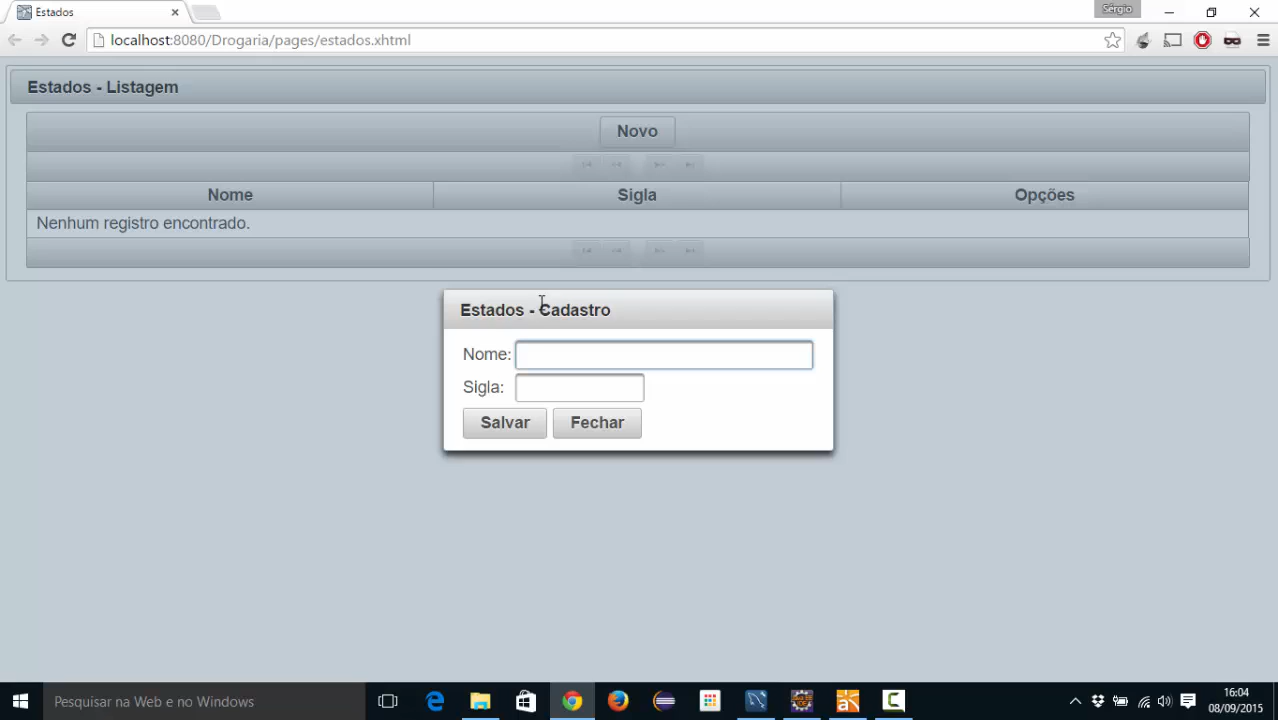 Estados
Sérgio
localhost:8080/Drogaria/pages/estados.xhtml
Estados - Listagem
Novo
Nome Sigla Opções
Nenhum registro encontrado.
Estados - Cadastro
Nome:
Sigla:
Salvar Fechar
Pesquisar na Web e no Windows
16:04
08/09/2015